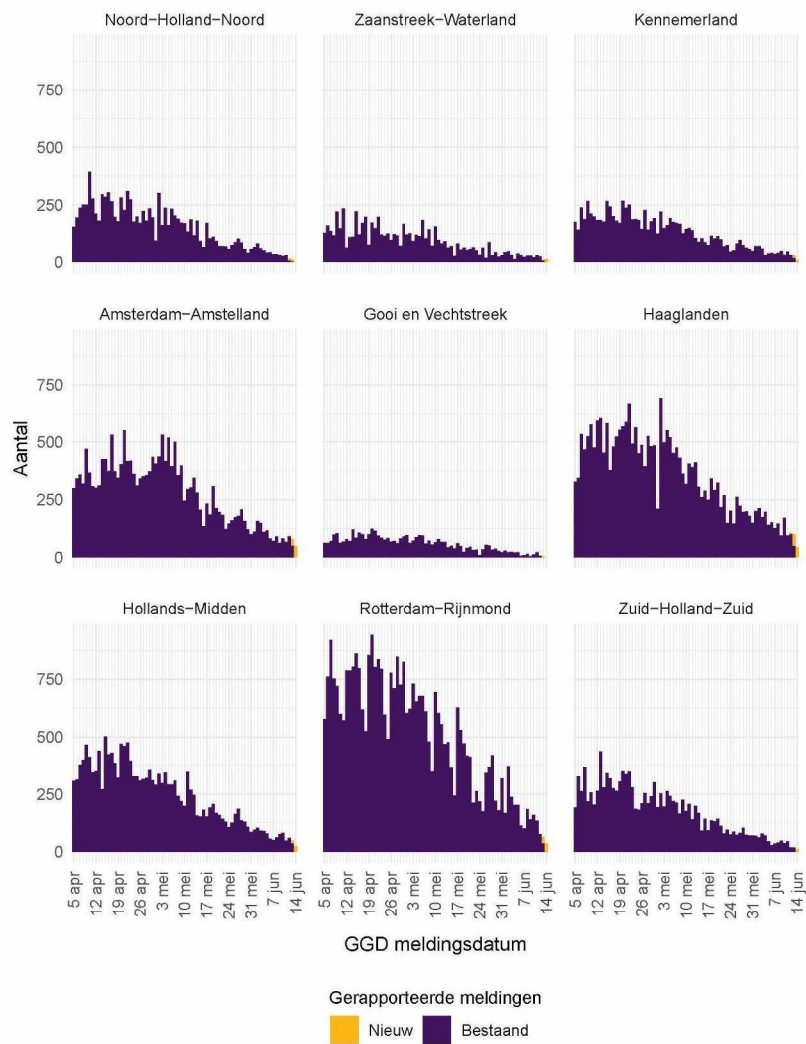 Noord−Holland−Noord
Zaanstreek−Waterland
Kennemerland
750
500
250
0
Amsterdam−Amstelland
Gooi en Vechtstreek
Haaglanden
750
500
250
0
Hollands−Midden
Rotterdam−Rijnmond
Zuid−Holland−Zuid
750
500
250
0
Aantal
5 apr
12 apr
19 apr
26 apr
3 mei
10 mei
17 mei
24 mei
31 mei
7 jun
14 jun
5 apr
12 apr
19 apr
26 apr
3 mei
10 mei
17 mei
24 mei
31 mei
7 jun
14 jun
5 apr
12 apr
19 apr
26 apr
3 mei
10 mei
17 mei
24 mei
31 mei
7 jun
14 jun
GGD meldingsdatum
Gerapporteerde meldingen
Nieuw
Bestaand